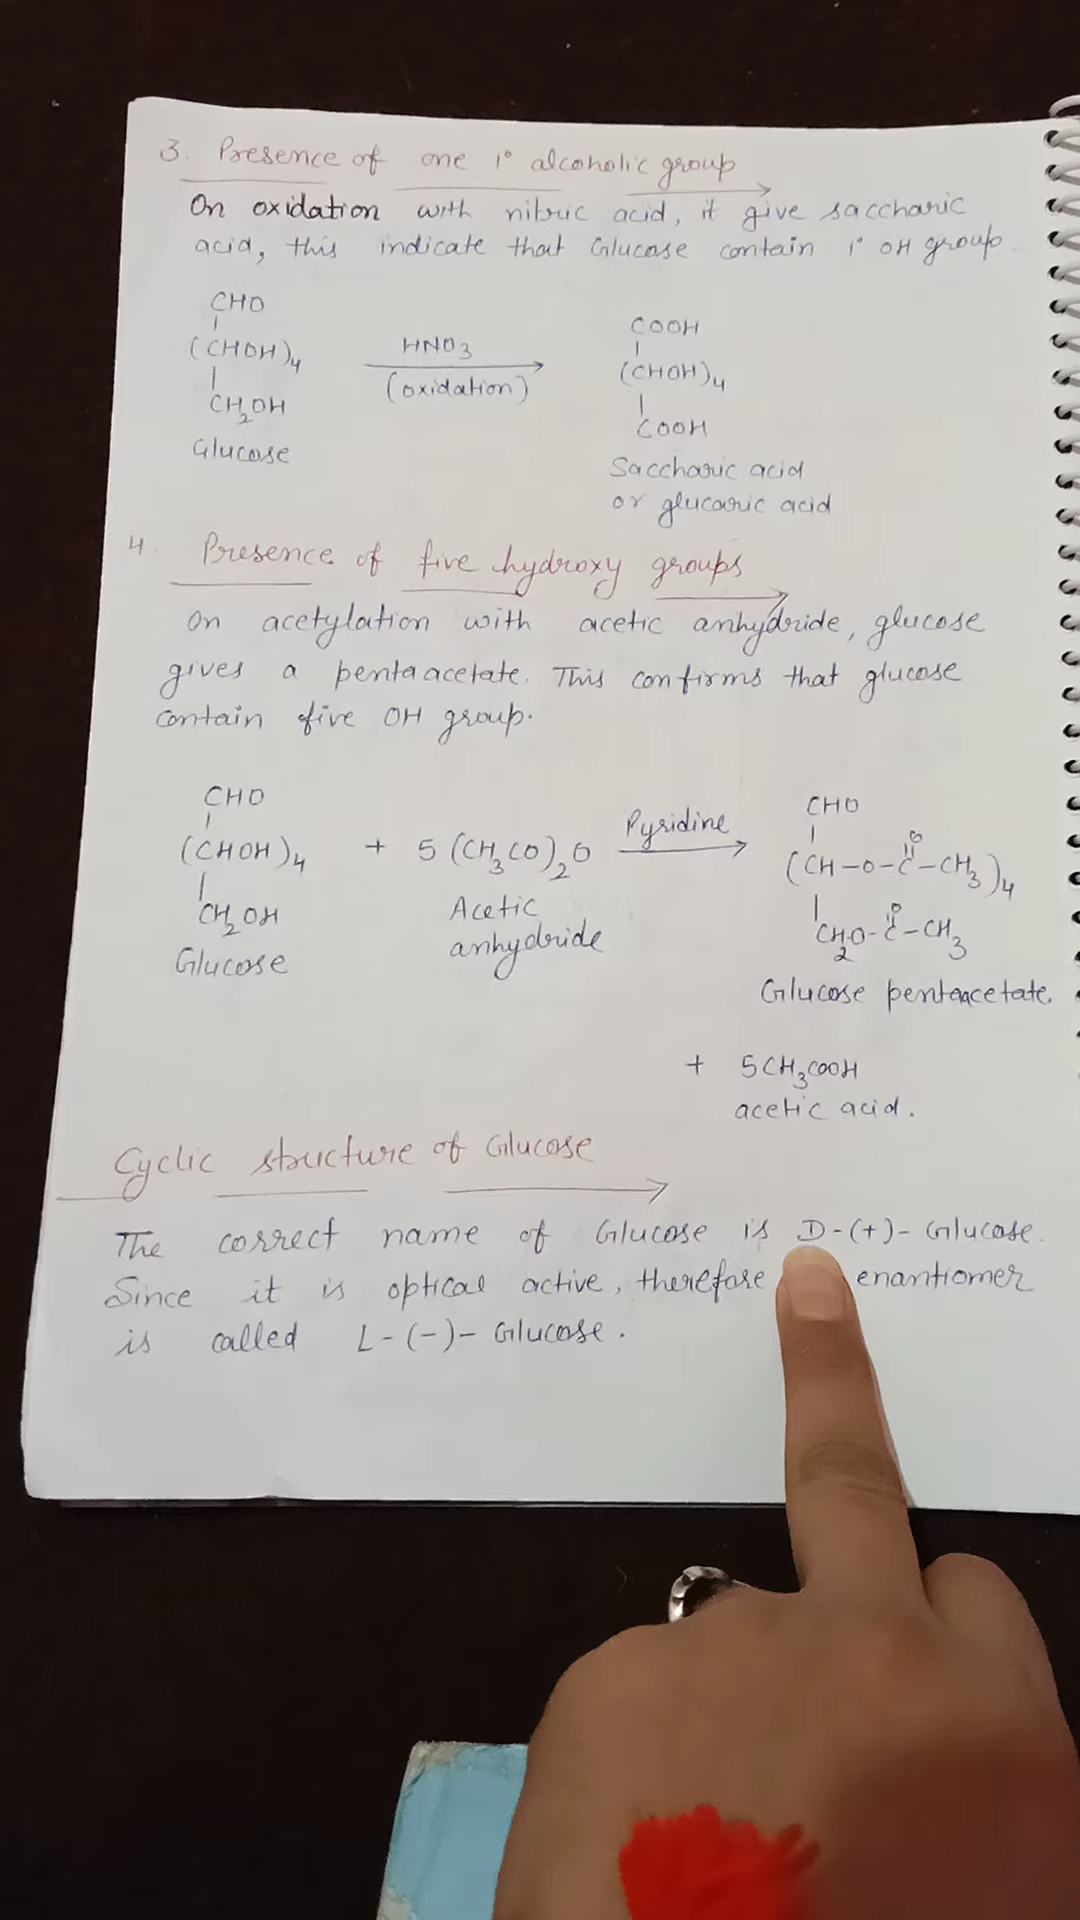 3. Presence of one 1° alcoholic group
On oxidation with nitric acid, it give saccharic
acid, this indicate that Glucose contain 1° OH group.
CHO
(CHOH)4
CH2OH
Glucose
HNO3
(oxidation)
COOH
(CHOH)4
COOH
Saccharic acid
or glucaric acid
4. Presence of five hydroxy groups
On acetylation with acetic anhydride, glucose
gives a pentaacetate. This confirms that glucose
contain five OH group.
CHO
(CHOH)4
CH2OH
Glucose
+ 5 (CH3CO)2O
Acetic
anhydride
Pyridine
CHO
O
(CH-O-C-CH3)4
O
CH2O-C-CH3
Glucose pentaacetate.
+ 5CH3COOH
acetic acid.
Cyclic structure of Glucose
The correct name of Glucose is D-(+)- Glucose.
Since it is optical active, therefore enantiomer
is called L-(-)- Glucose.